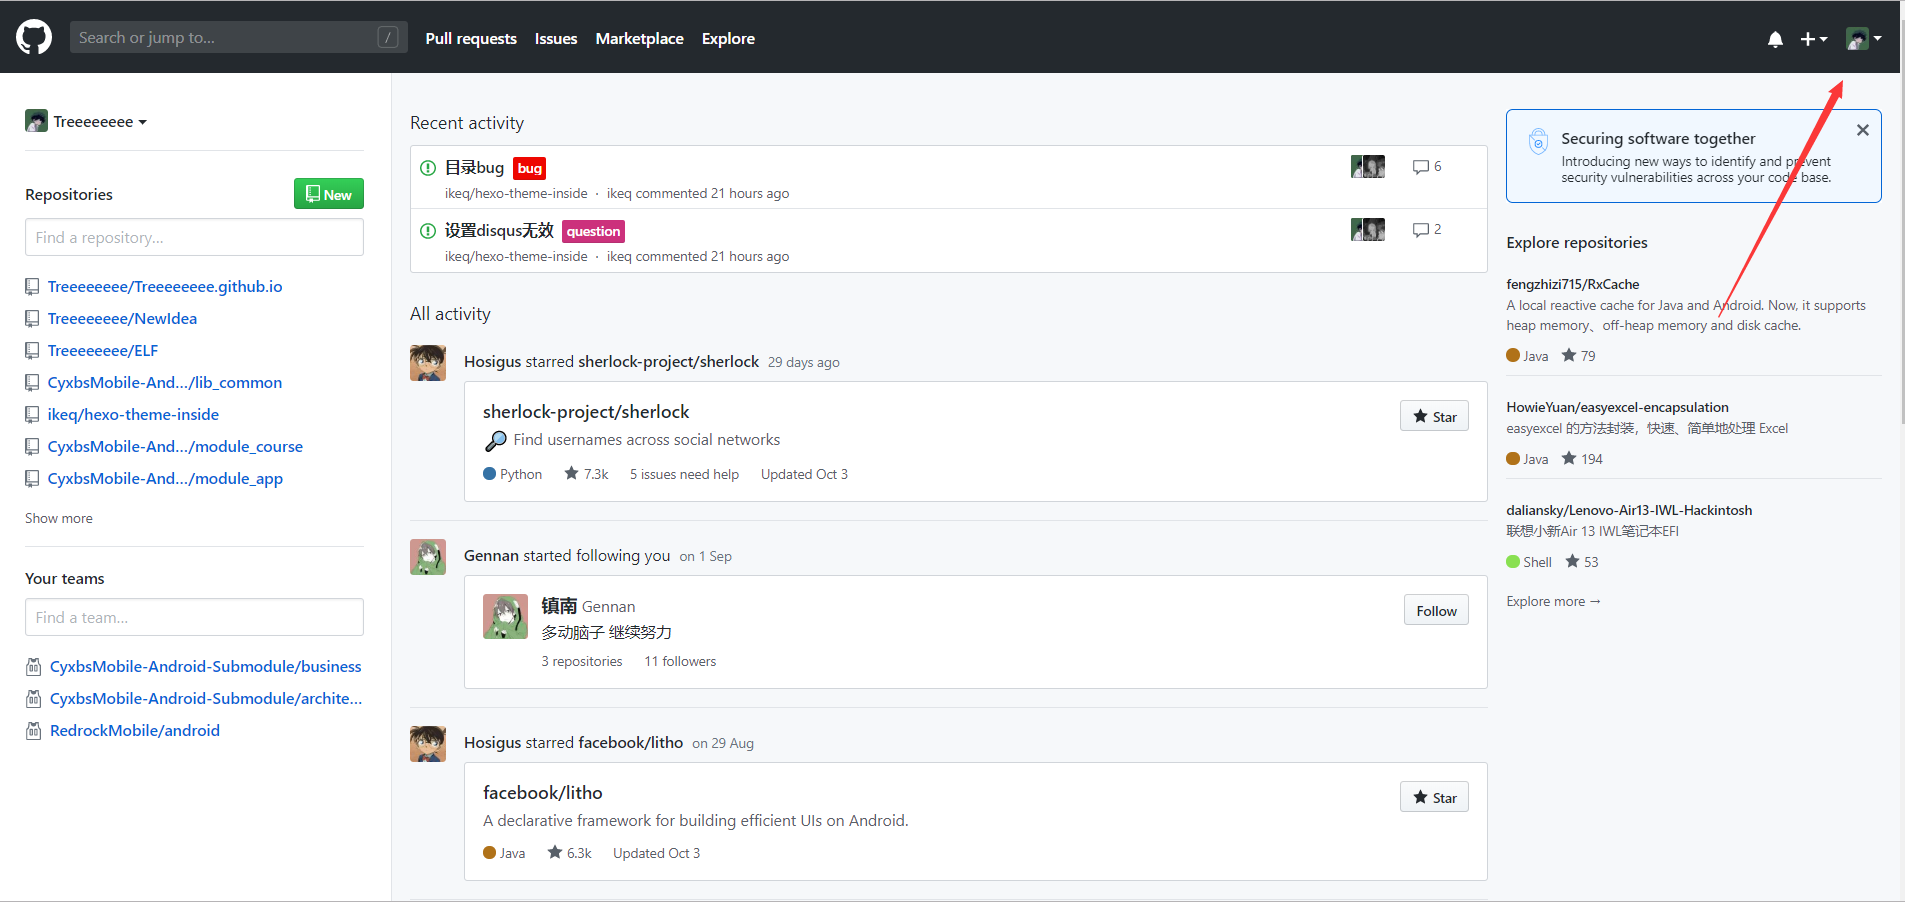 Search or jump to... /
Pull requests Issues Marketplace Explore
Treeeeeeee
Repositories
New
Find a repository...
Treeeeeeee/Treeeeeeee.github.io
Treeeeeeee/NewIdea
Treeeeeeee/ELF
CyxbsMobile-And.../lib_common
ikeq/hexo-theme-inside
CyxbsMobile-And.../module_course
CyxbsMobile-And.../module_app
Show more
Your teams
Find a team...
CyxbsMobile-Android-Submodule/business
CyxbsMobile-Android-Submodule/archite...
RedrockMobile/android
Recent activity
目录bug bug
6
ikeq/hexo-theme-inside · ikeq commented 21 hours ago
设置disqus无效 question
2
ikeq/hexo-theme-inside · ikeq commented 21 hours ago
All activity
Hosigus starred sherlock-project/sherlock 29 days ago
sherlock-project/sherlock
Star
Find usernames across social networks
Python 7.3k 5 issues need help Updated Oct 3
Gennan started following you on 1 Sep
镇南 Gennan
Follow
多动脑子 继续努力
3 repositories 11 followers
Hosigus starred facebook/litho on 29 Aug
facebook/litho
Star
A declarative framework for building efficient UIs on Android.
Java 6.3k Updated Oct 3
Securing software together
Introducing new ways to identify and prevent
security vulnerabilities across your code base.
Explore repositories
fengzhizi715/RxCache
A local reactive cache for Java and Android. Now, it supports
heap memory、off-heap memory and disk cache.
Java 79
HowieYuan/easyexcel-encapsulation
easyexcel 的方法封装，快速、简单地处理 Excel
Java 194
daliansky/Lenovo-Air13-IWL-Hackintosh
联想小新Air 13 IWL笔记本EFI
Shell 53
Explore more →